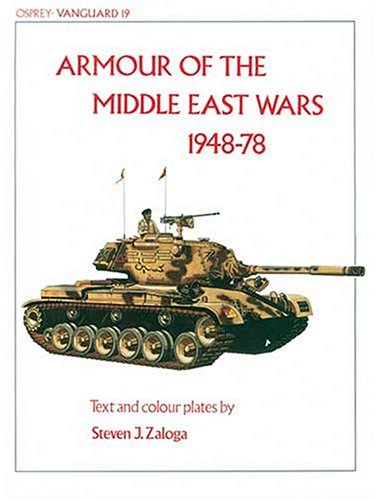 OSPREY · VANGUARD 19
ARMOUR OF THE
MIDDLE EAST WARS
1948-78
Text and colour plates by
Steven J. Zaloga